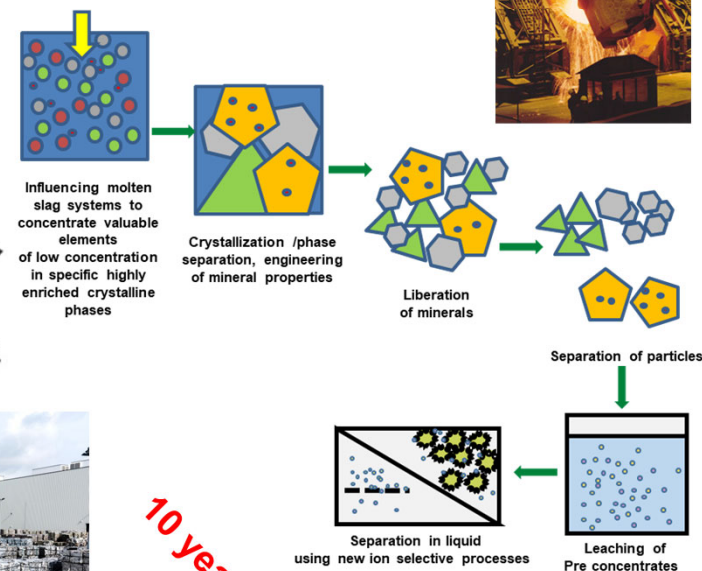 Influencing molten
slag systems to
concentrate valuable
elements
of low concentration
in specific highly
enriched crystalline
phases
Crystallization /phase
separation, engineering
of mineral properties
Liberation
of minerals
Separation of particles
Leaching of
Pre concentrates
Separation in liquid
using new ion selective processes
10